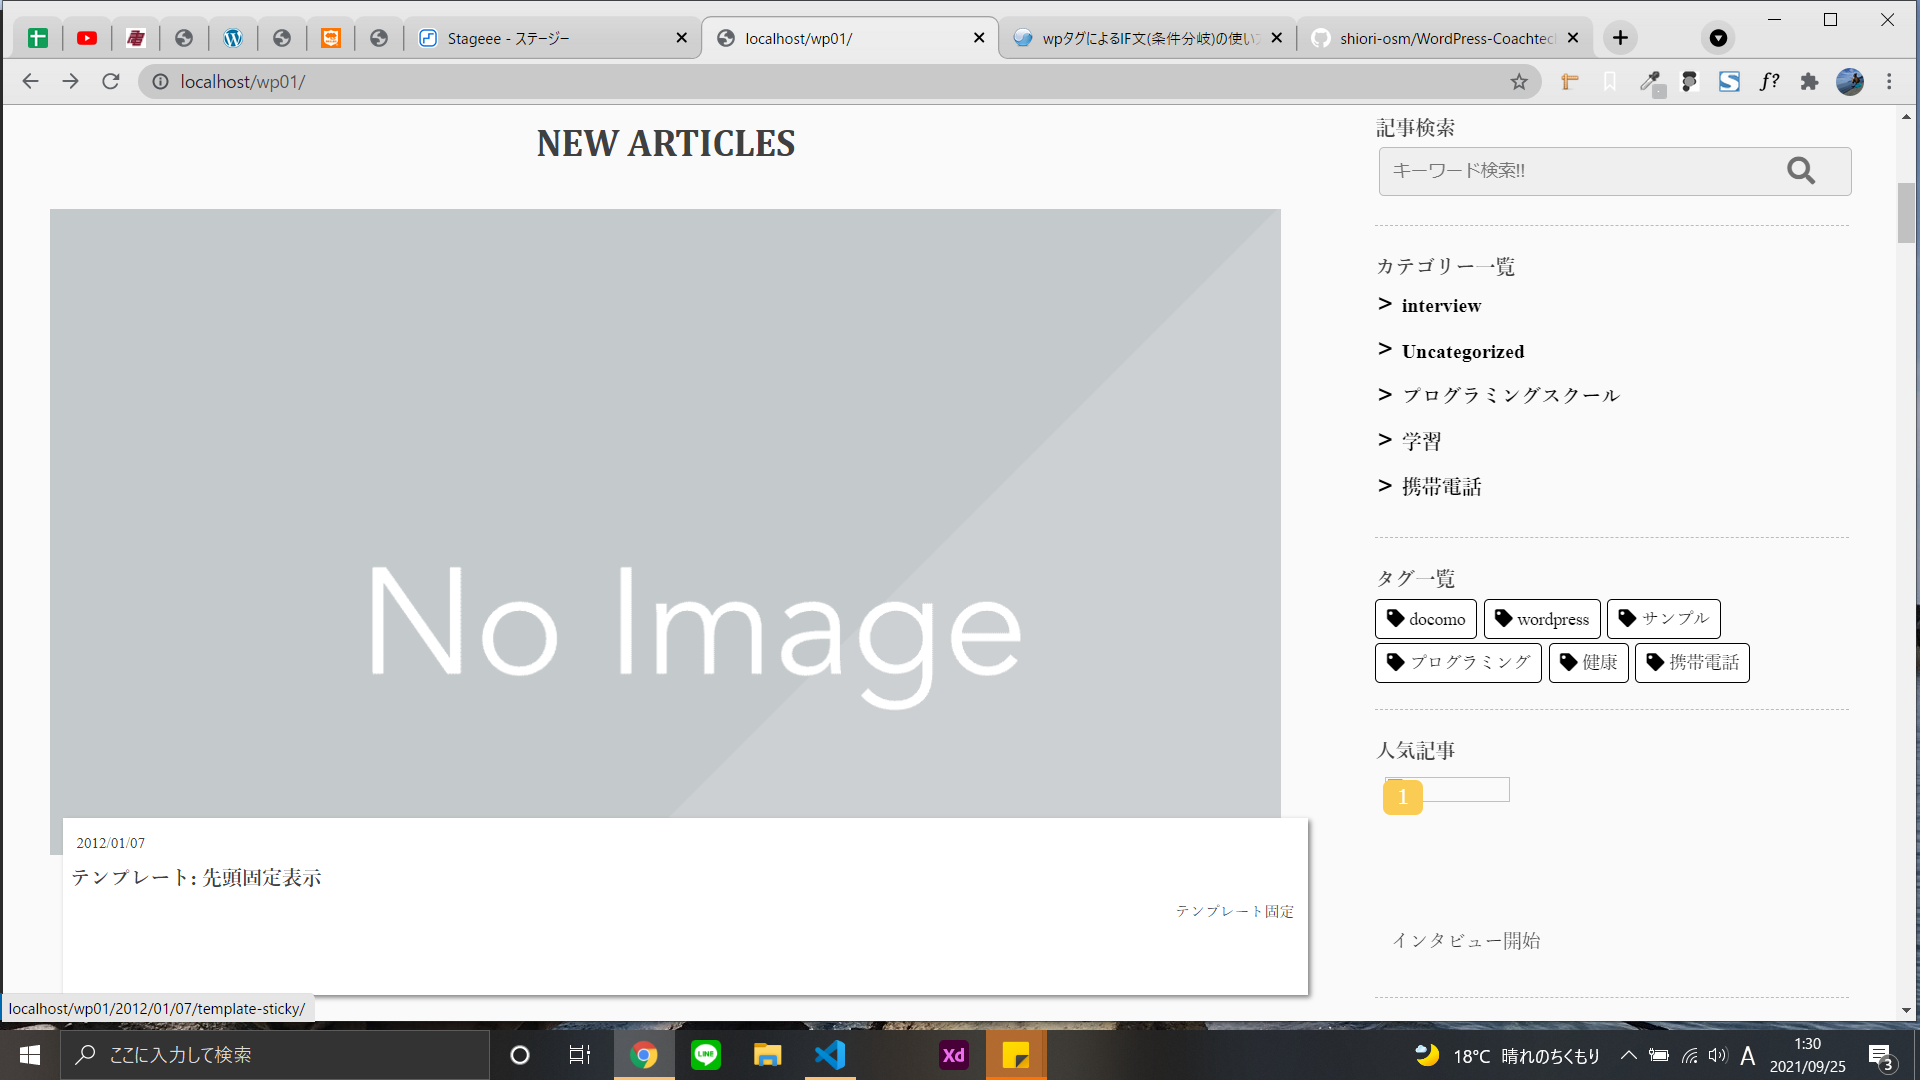 Stageee - ステージー
localhost/wp01/
wpタグによるIF文(条件分岐)の使い方
shiori-osm/WordPress-Coachtech
localhost/wp01/
f?
NEW ARTICLES
No Image
2012/01/07
テンプレート: 先頭固定表示
テンプレート固定
記事検索
キーワード検索!!
カテゴリー一覧
> interview
> Uncategorized
> プログラミングスクール
> 学習
> 携帯電話
タグ一覧
docomo wordpress サンプル
プログラミング 健康 携帯電話
人気記事
1
インタビュー開始
localhost/wp01/2012/01/07/template-sticky/
ここに入力して検索
LINE
Xd
18°C 晴れのちくもり
A
1:30
2021/09/25
3